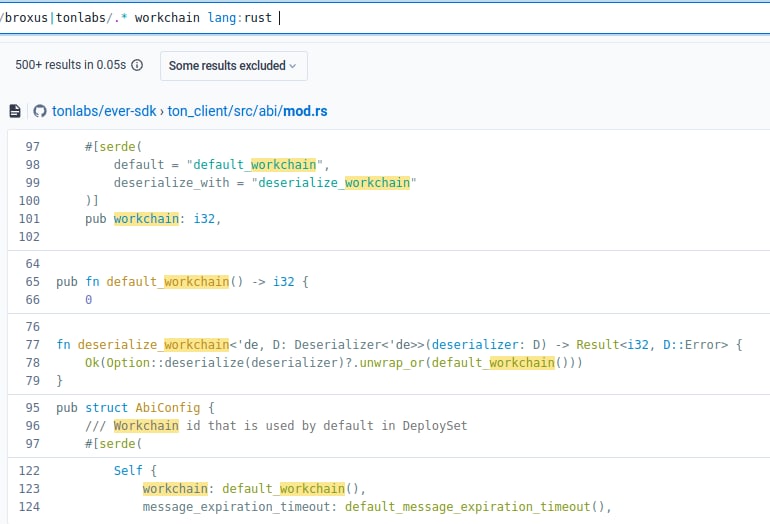 /broxus|tonlabs/.* workchain lang:rust
500+ results in 0.05s Some results excluded
tonlabs/ever-sdk › ton_client/src/abi/mod.rs
97 #[serde(
98 default = "default_workchain",
99 deserialize_with = "deserialize_workchain"
100 )]
101 pub workchain: i32,
102
64
65 pub fn default_workchain() -> i32 {
66 0
76
77 fn deserialize_workchain<'de, D: Deserializer<'de>>(deserializer: D) -> Result<i32, D::Error> {
78 Ok(Option::deserialize(deserializer)?.unwrap_or(default_workchain()))
79 }
95 pub struct AbiConfig {
96 /// Workchain id that is used by default in DeploySet
97 #[serde(
122 Self {
123 workchain: default_workchain(),
124 message_expiration_timeout: default_message_expiration_timeout(),